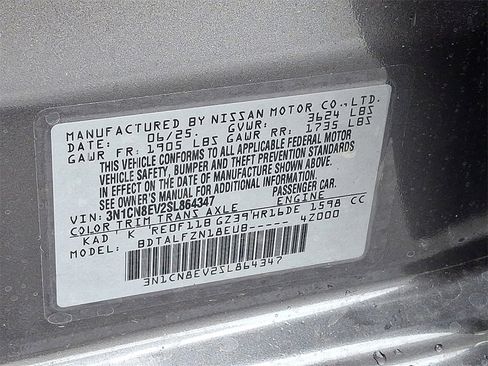 MANUFACTURED BY NISSAN MOTOR CO.,LTD.
DATE: 06/25. GVWR: 3624 LBS
GAWR FR: 1905 LBS GAWR RR: 1735 LBS
THIS VEHICLE CONFORMS TO ALL APPLICABLE FEDERAL MOTOR
VEHICLE SAFETY, BUMPER AND THEFT PREVENTION STANDARDS
IN EFFECT ON THE DATE OF MANUFACTURE SHOWN ABOVE.
SEE OWNER'S MANUAL FOR ADDITIONAL INFORMATION.
VIN: 3N1CN8EV2SL864347 PASSENGER CAR.
COLOR TRIM TRANS AXLE ENGINE
KAD K RE0F11B GZ39 HR16DE 1598 CC
BDTALFZN18EUB----- 4Z000
3N1CN8EV2SL864347